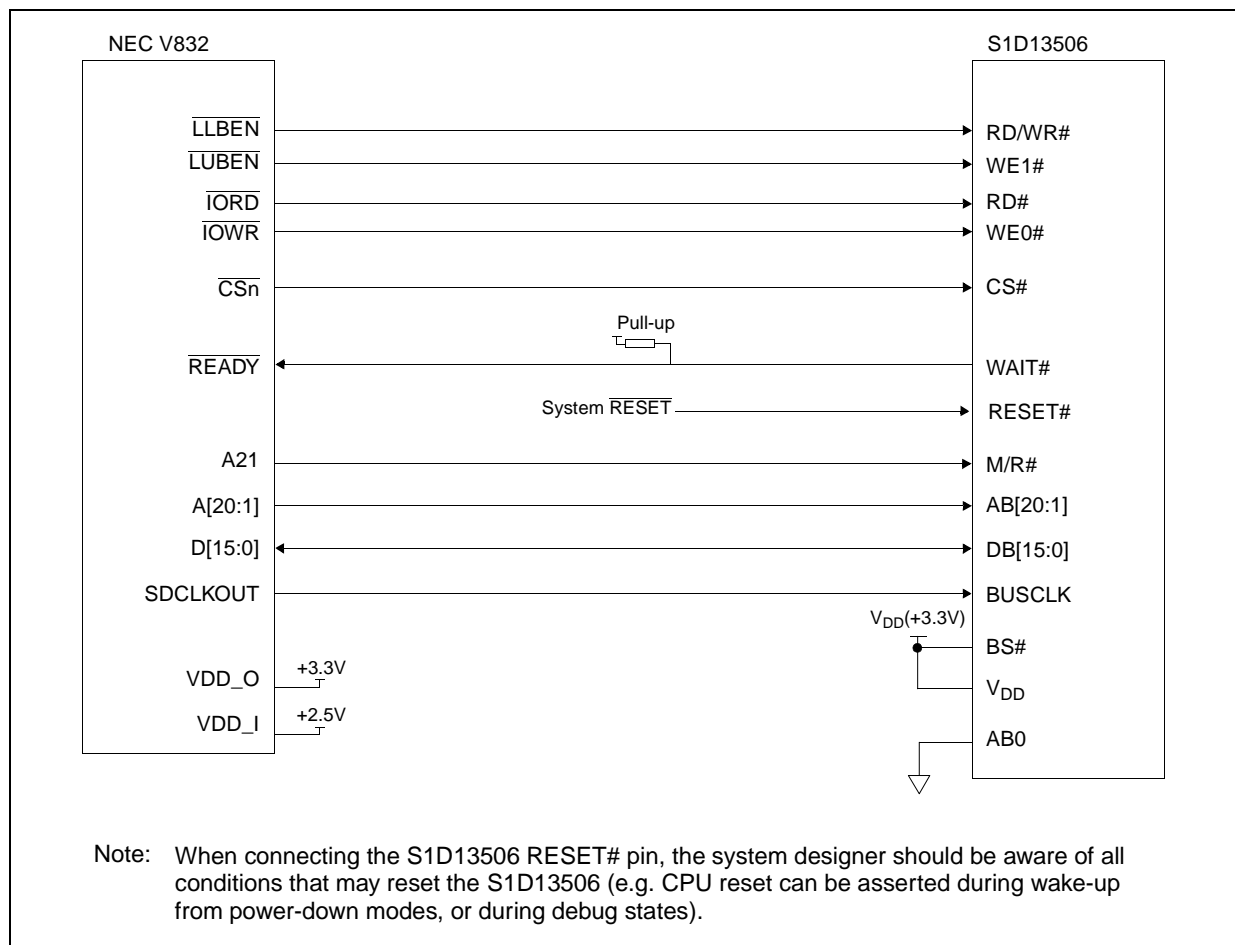 NEC V832
S1D13506
LLBEN
RD/WR#
LUBEN
WE1#
IORD
RD#
IOWR
WE0#
CSn
CS#
Pull-up
READY
WAIT#
System RESET
RESET#
A21
M/R#
A[20:1]
AB[20:1]
D[15:0]
DB[15:0]
SDCLKOUT
BUSCLK
VDD(+3.3V)
BS#
VDD_O
+3.3V
VDD
VDD_I
+2.5V
AB0
Note: When connecting the S1D13506 RESET# pin, the system designer should be aware of all
conditions that may reset the S1D13506 (e.g. CPU reset can be asserted during wake-up
from power-down modes, or during debug states).